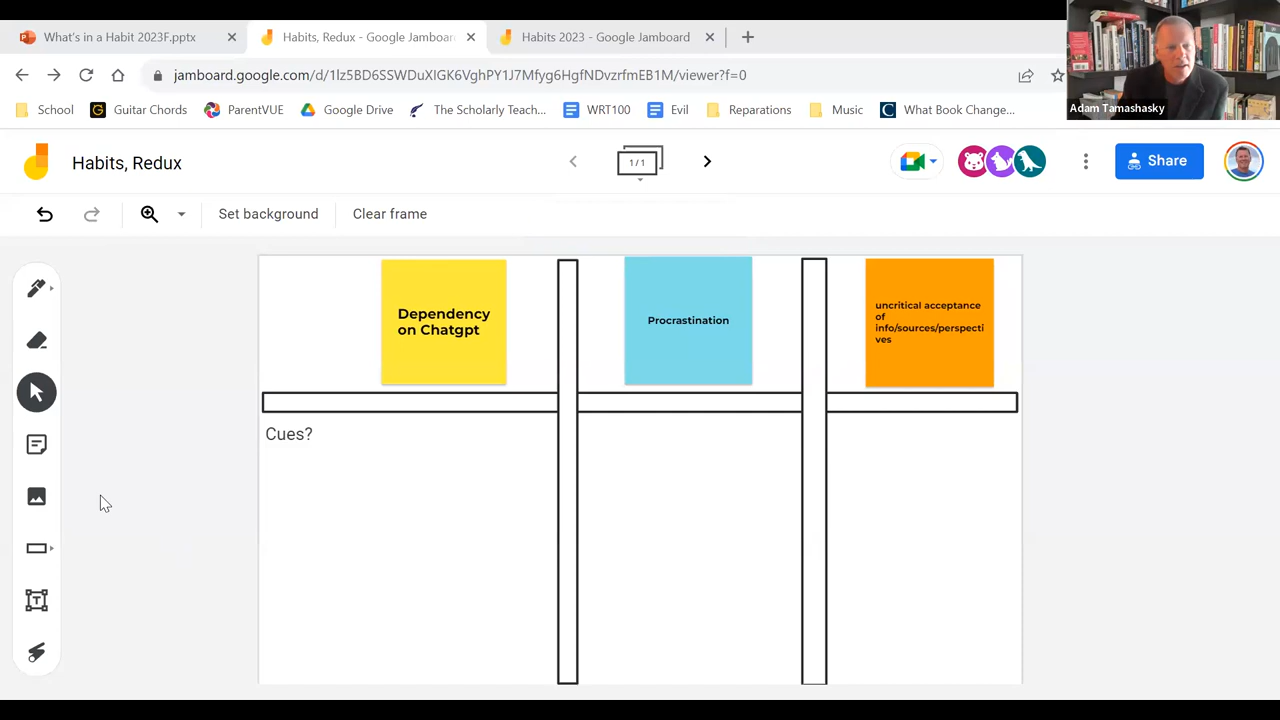 What's in a Habit 2023F.pptx
Habits, Redux - Google Jamboar
Habits 2023 - Google Jamboard
jamboard.google.com/d/1lz5BDGSSWDuXIGK6VghPY1J7Mfyg6HgfNDvzrfmEB1M/viewer?f=0
School
Guitar Chords
ParentVUE
Google Drive
The Scholarly Teach...
WRT100
Evil
Reparations
Music
What Book Change...
Adam Tamashasky
Habits, Redux
1/1
Share
Set background
Clear frame
Dependency
on Chatgpt
Procrastination
uncritical acceptance
of
info/sources/perspecti
ves
Cues?